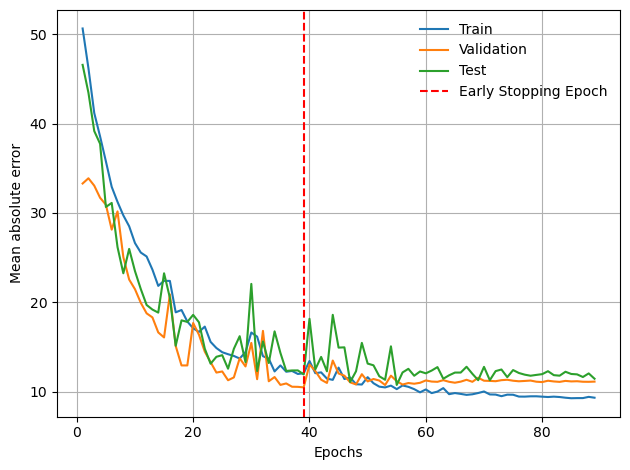 50
40
30
20
10
Mean absolute error
0
20
40
60
80
Epochs
Train
Validation
Test
Early Stopping Epoch